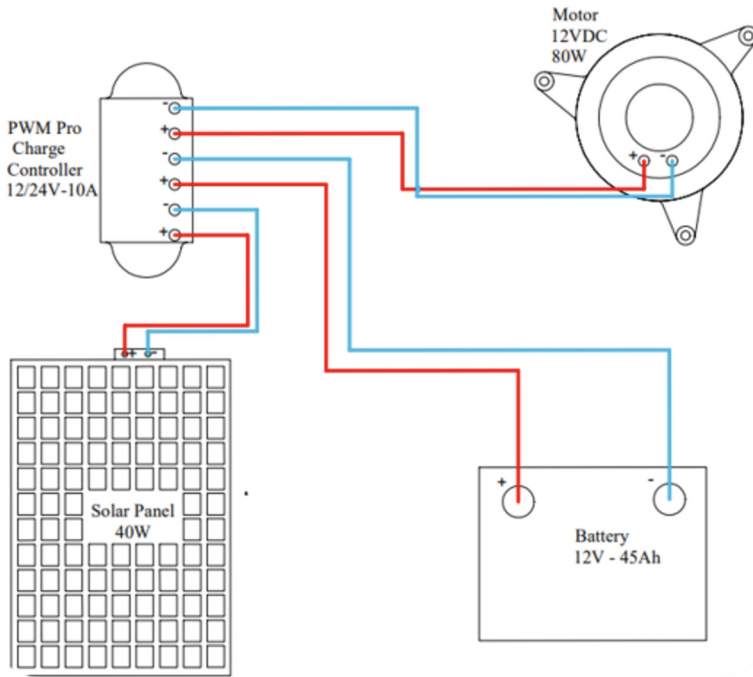 Motor
12VDC
80W
PWM Pro
Charge
Controller
12/24V-10A
-
+
-
+
-
+
+ -
+ -
Solar Panel
40W
+ -
Battery
12V - 45Ah